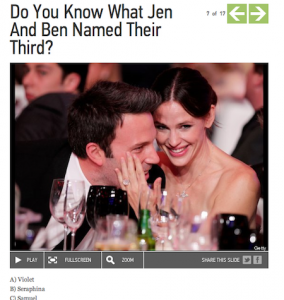 Do You Know What Jen
7 of 17
And Ben Named Their
Third?
Getty
PLAY
FULLSCREEN
ZOOM
SHARE THIS SLIDE
A) Violet
B) Seraphina
C) Samuel